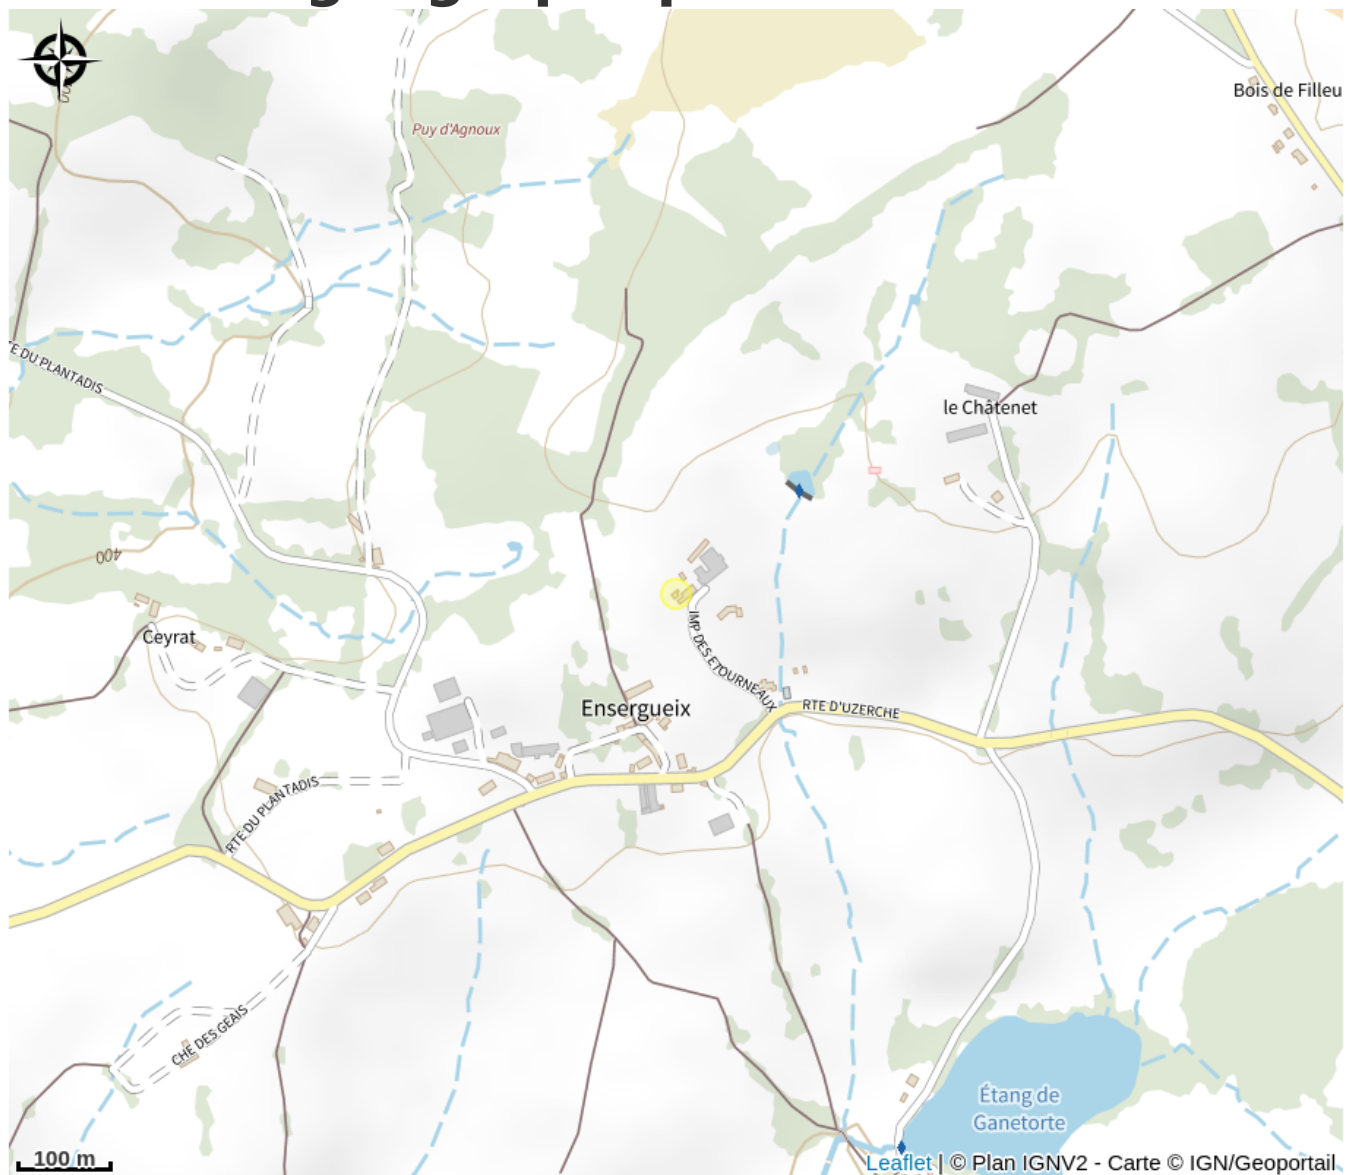 Bois de Filleu
Puy d'Agnoux
TE DU PLANTADIS
le Châtenet
400
IMP DES ETOURNEAUX
Ceyrat
Ensergueix
RTE D'UZERCHE
RTE DU PLANTADIS
CHE DES GEAIS
Étang de
Ganetorte
100 m
Leaflet | © Plan IGNV2 - Carte © IGN/Geoportail